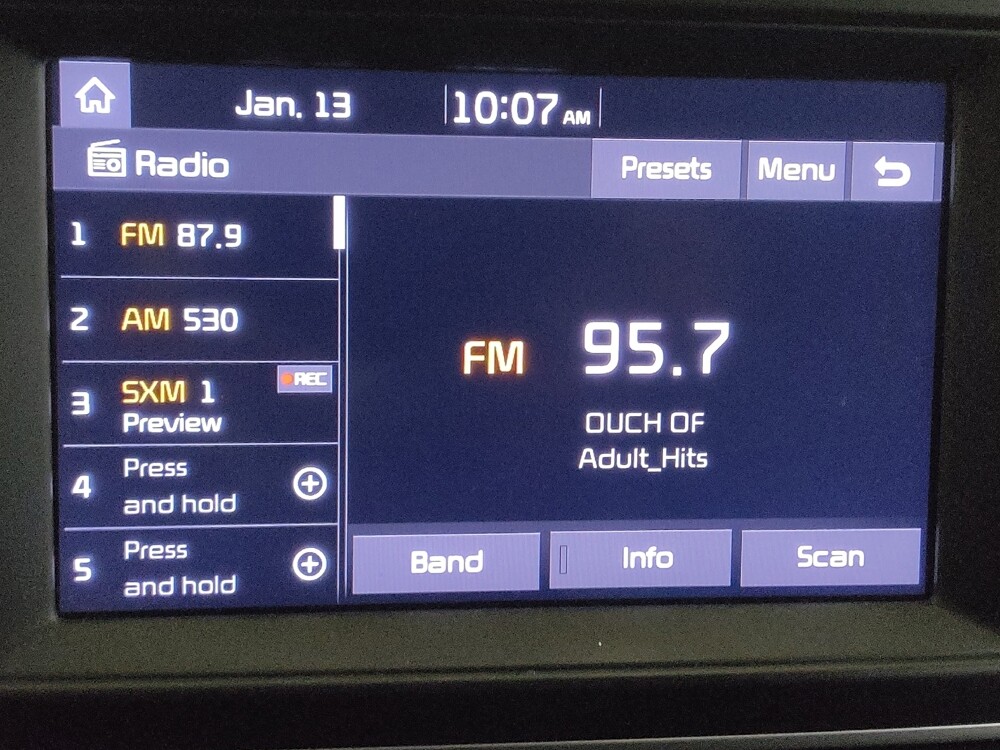 Jan. 13 10:07 AM
Radio Presets Menu
1 FM 87.9
2 AM 530
3 SXM 1 REC
Preview
4 Press
and hold
5 Press
and hold
FM 95.7
OUCH OF
Adult_Hits
Band Info Scan